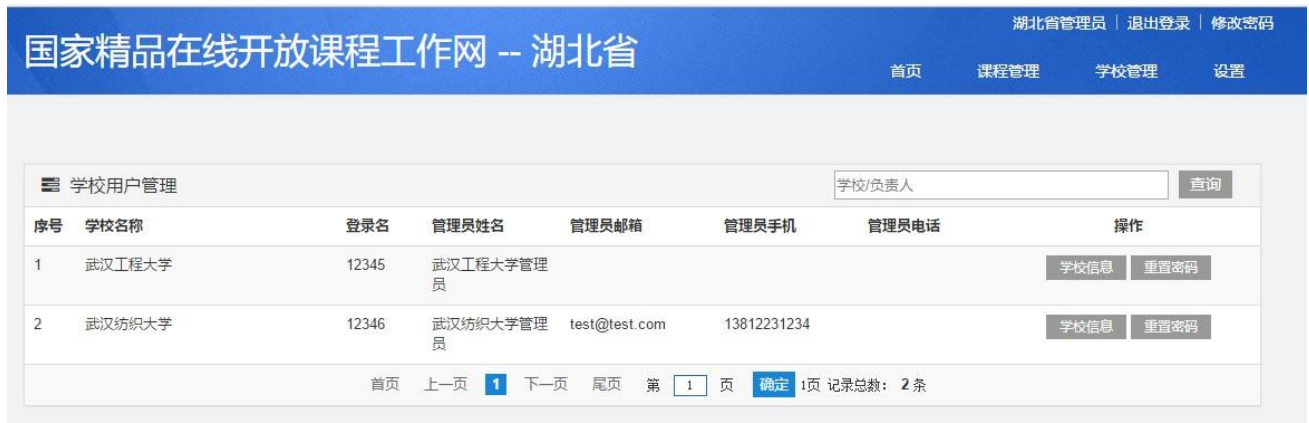 湖北省管理员 | 退出登录 | 修改密码
国家精品在线开放课程工作网 -- 湖北省
首页 课程管理 学校管理 设置
学校用户管理 学校/负责人 查询
序号 学校名称 登录名 管理员姓名 管理员邮箱 管理员手机 管理员电话 操作
1 武汉工程大学 12345 武汉工程大学管理 学校信息 重置密码
员
2 武汉纺织大学 12346 武汉纺织大学管理 test@test.com 13812231234 学校信息 重置密码
员
首页 上一页 1 下一页 尾页 第 1 页 确定 1页 记录总数： 2 条